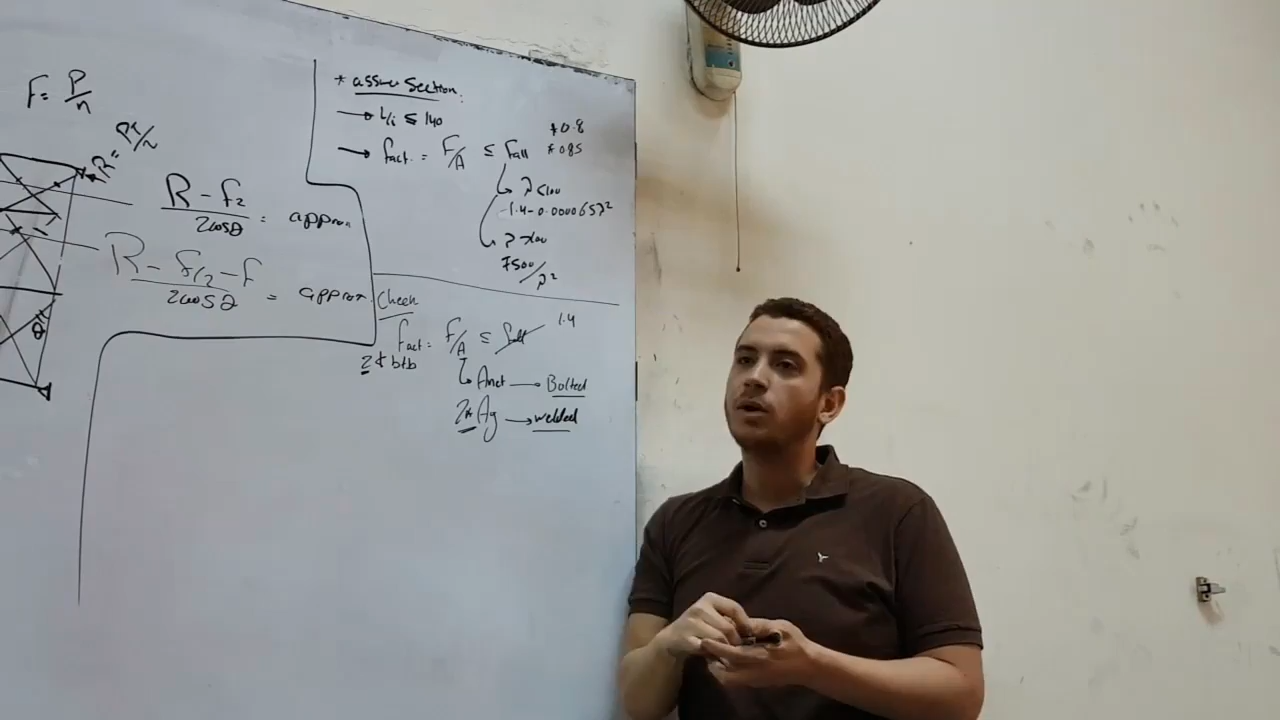 F = P/n
R = PT/2
R - f2 / 2cosθ = approx
R - f/2 - f / 2cosθ = approx.
* assume Section:
→ L/i ≤ 140
→ fact. = F/A ≤ Fall
*0.8
*0.85
λ<100
1.4-0.000065λ²
λ>100
7500/λ²
Check
fact. = F/A ≤ fall 1.4
2 btb
Anet → Bolted
2* Ag → welded
θ